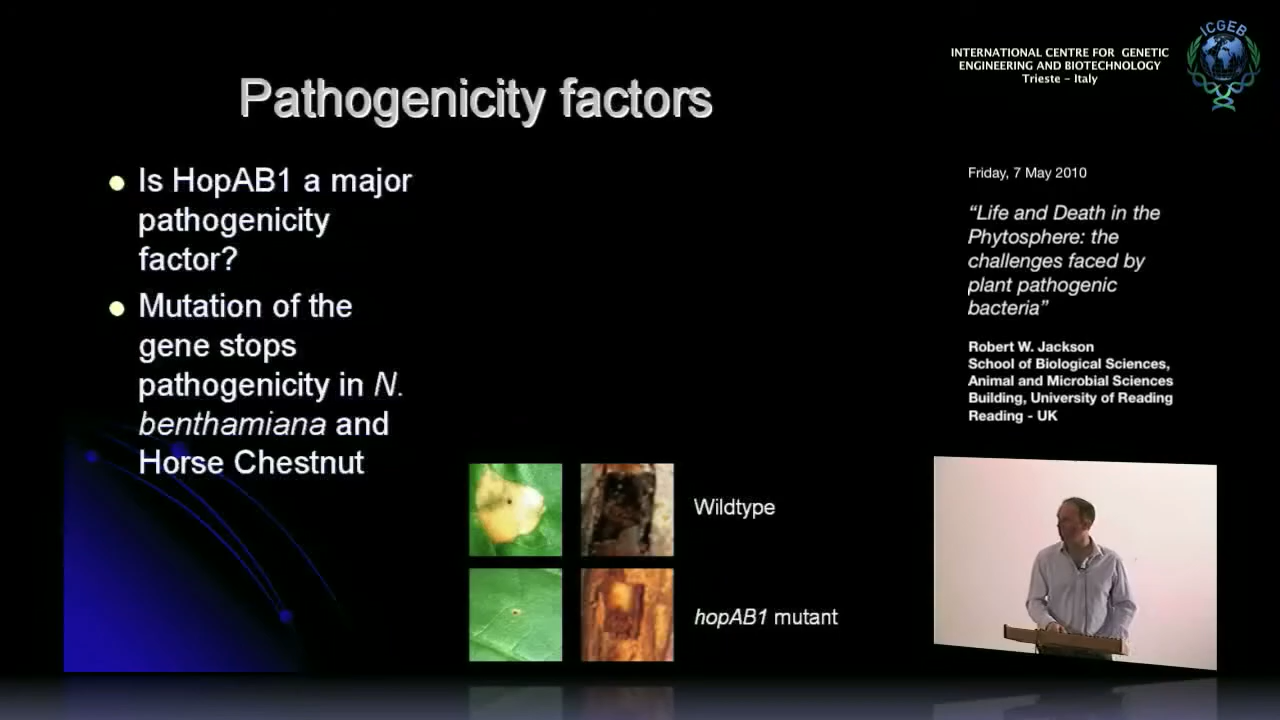 Pathogenicity factors
Is HopAB1 a major
pathogenicity
factor?
Mutation of the
gene stops
pathogenicity in N.
benthamiana and
Horse Chestnut
Wildtype
hopAB1 mutant
INTERNATIONAL CENTRE FOR GENETIC
ENGINEERING AND BIOTECHNOLOGY
Trieste - Italy
ICGEB
Friday, 7 May 2010
“Life and Death in the
Phytosphere: the
challenges faced by
plant pathogenic
bacteria”
Robert W. Jackson
School of Biological Sciences,
Animal and Microbial Sciences
Building, University of Reading
Reading - UK